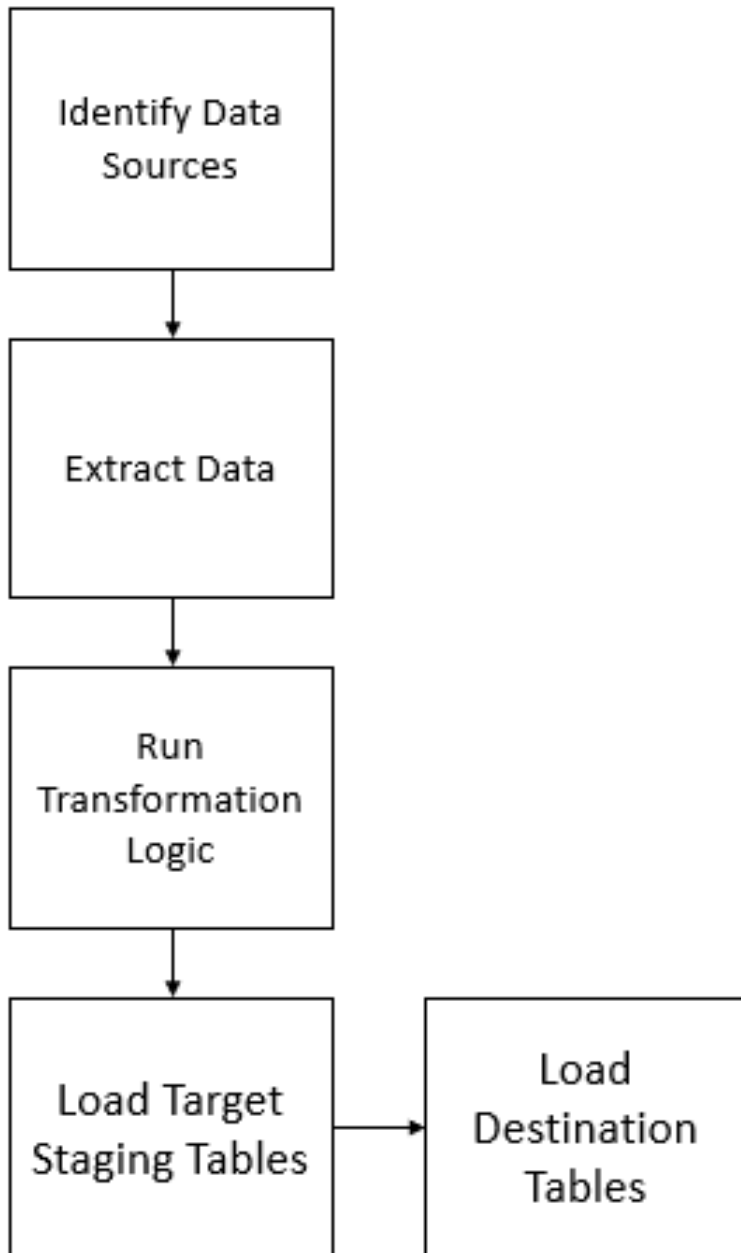 Identify Data
Sources
Extract Data
Run
Transformation
Logic
Load Target
Staging Tables
Load
Destination
Tables